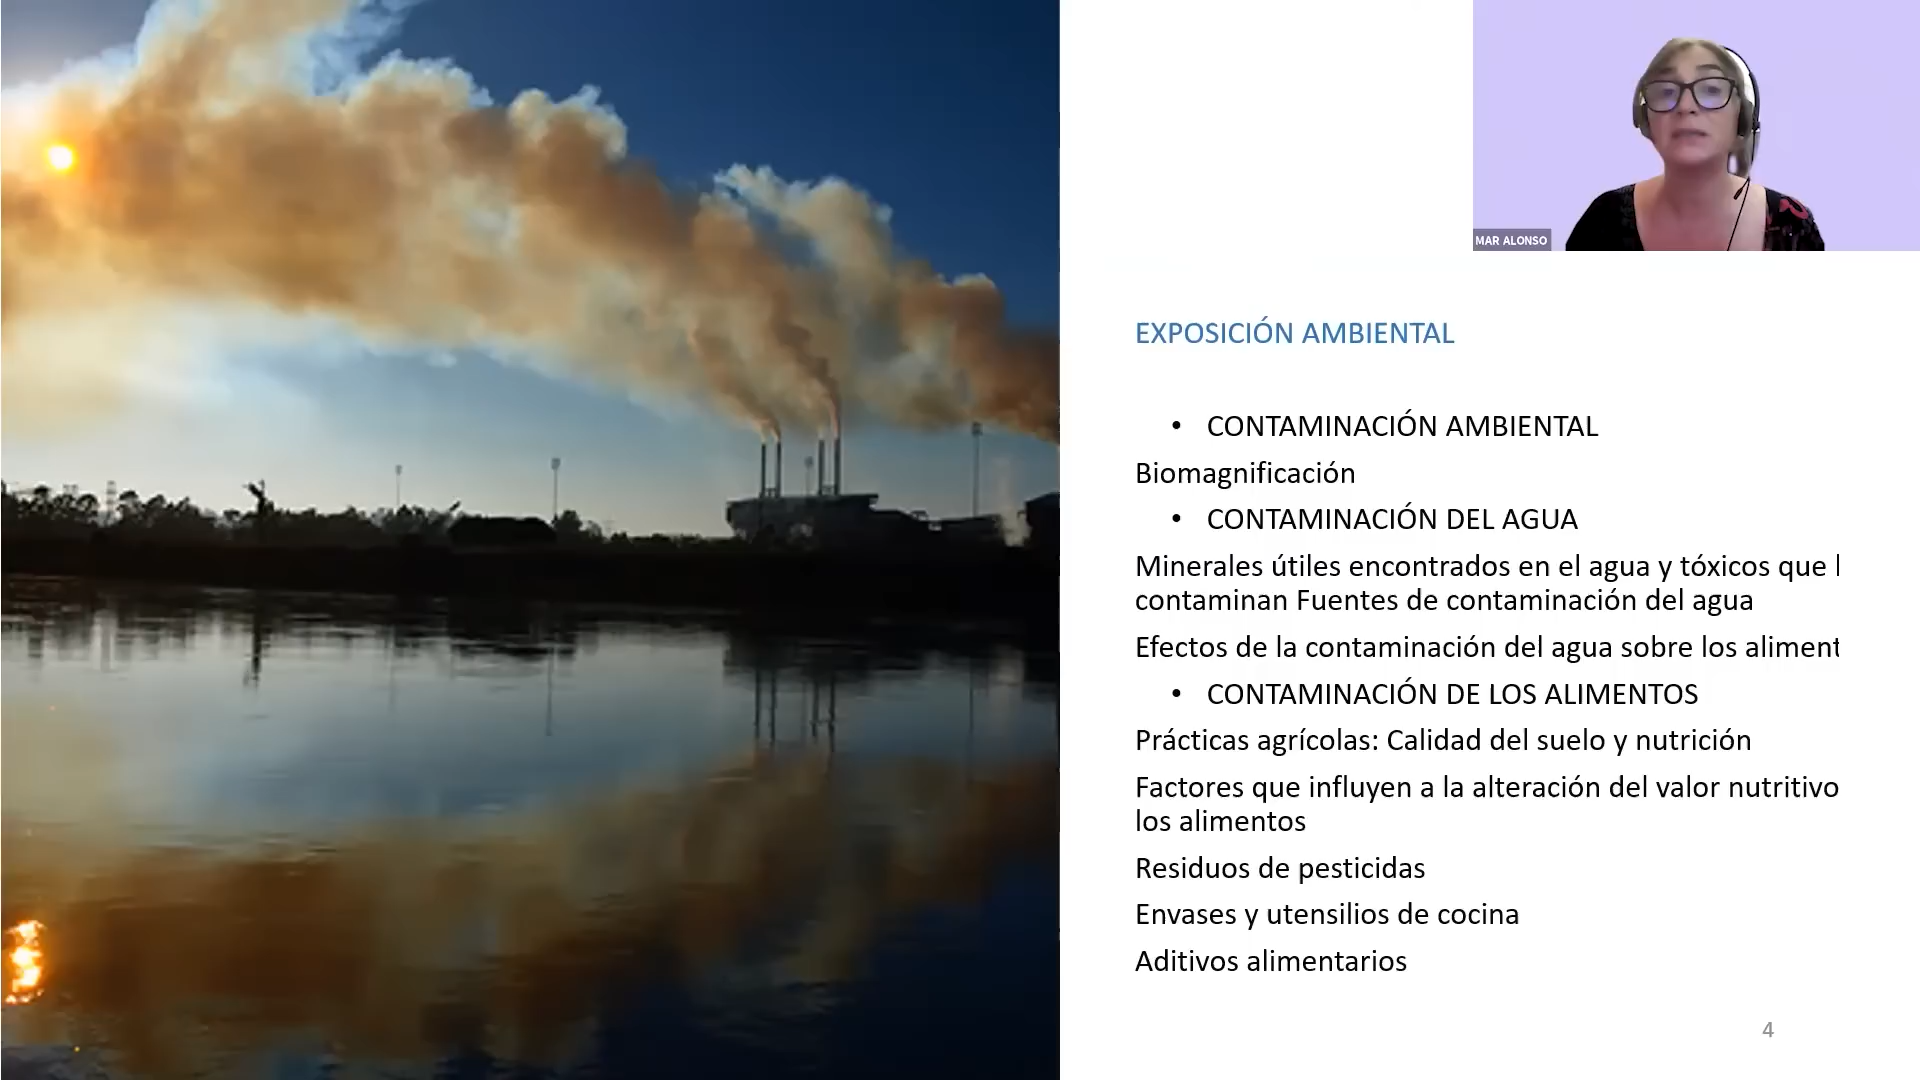 MAR ALONSO
EXPOSICIÓN AMBIENTAL
• CONTAMINACIÓN AMBIENTAL
Biomagnificación
• CONTAMINACIÓN DEL AGUA
Minerales útiles encontrados en el agua y tóxicos que
contaminan Fuentes de contaminación del agua
Efectos de la contaminación del agua sobre los aliment
• CONTAMINACIÓN DE LOS ALIMENTOS
Prácticas agrícolas: Calidad del suelo y nutrición
Factores que influyen a la alteración del valor nutritivo
los alimentos
Residuos de pesticidas
Envases y utensilios de cocina
Aditivos alimentarios
4